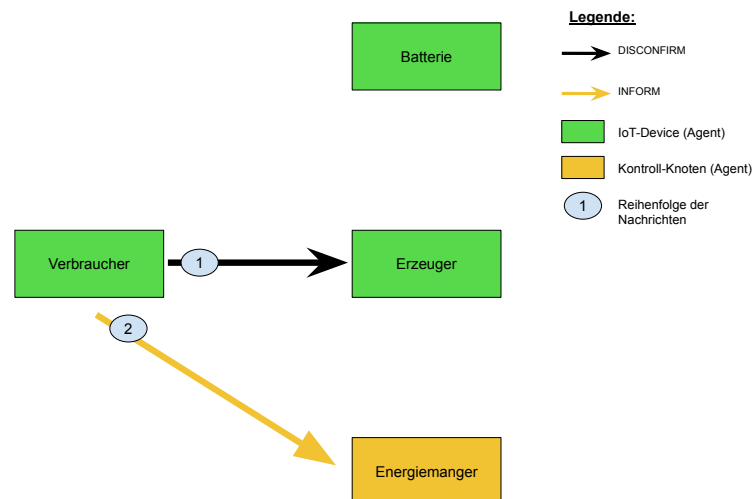 Legende:
Batterie
DISCONFIRM
INFORM
IoT-Device (Agent)
Kontroll-Knoten (Agent)
1
Reihenfolge der
Nachrichten
Verbraucher
1
Erzeuger
2
Energiemanger